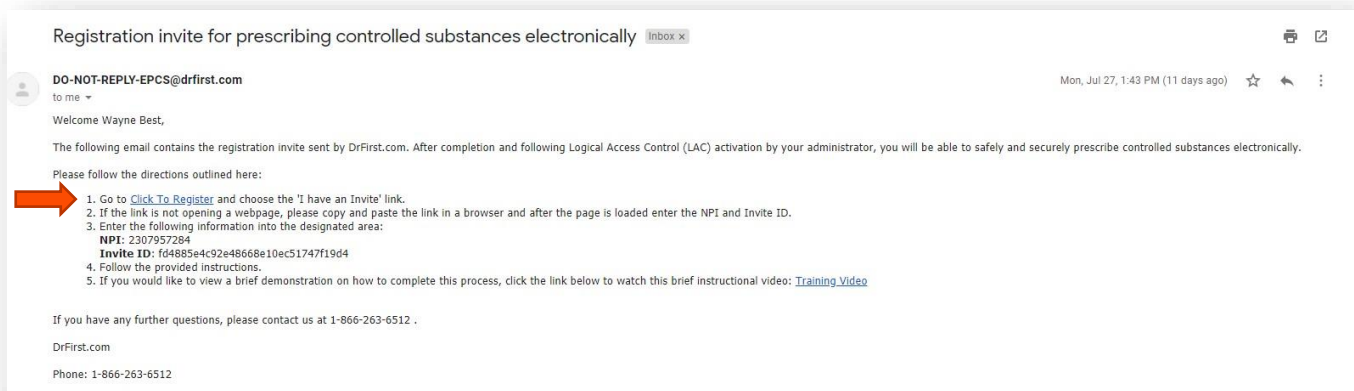 Registration invite for prescribing controlled substances electronically Inbox x
DO-NOT-REPLY-EPCS@drfirst.com Mon, Jul 27, 1:43 PM (11 days ago)
to me
Welcome Wayne Best,
The following email contains the registration invite sent by DrFirst.com. After completion and following Logical Access Control (LAC) activation by your administrator, you will be able to safely and securely prescribe controlled substances electronically.
Please follow the directions outlined here:
1. Go to Click To Register and choose the 'I have an Invite' link.
2. If the link is not opening a webpage, please copy and paste the link in a browser and after the page is loaded enter the NPI and Invite ID.
3. Enter the following information into the designated area:
NPI: 2307957284
Invite ID: fd4885e4c92e48668e10ec51747f19d4
4. Follow the provided instructions.
5. If you would like to view a brief demonstration on how to complete this process, click the link below to watch this brief instructional video: Training Video
If you have any further questions, please contact us at 1-866-263-6512 .
DrFirst.com
Phone: 1-866-263-6512